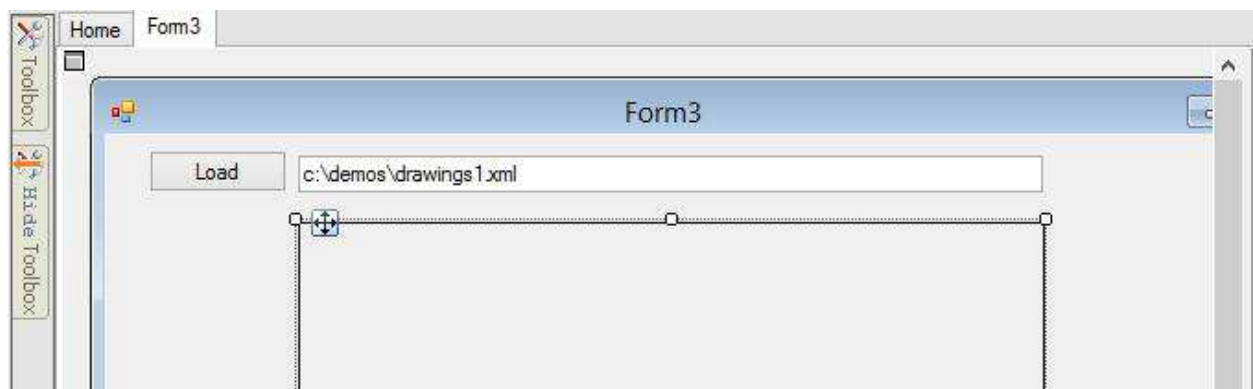 Home Form3
Toolbox
Form3
Load c:\demos\drawings1.xml
Hide Toolbox